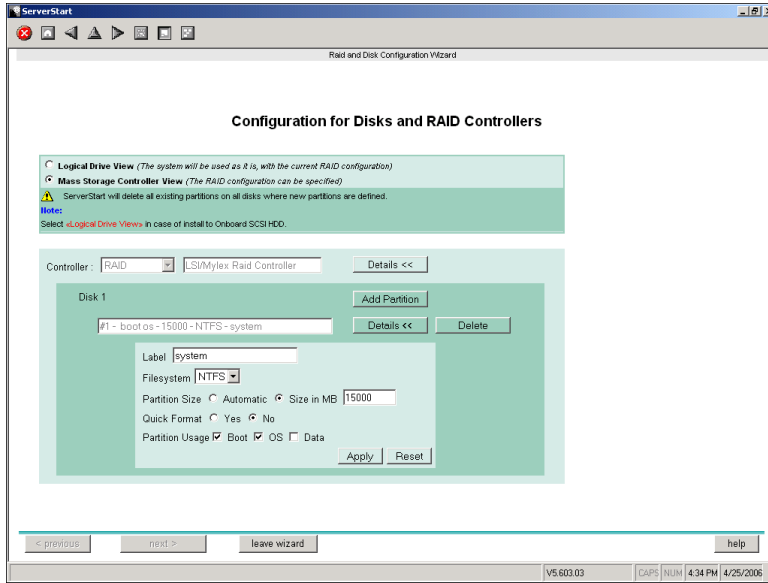 ServerStart
Raid and Disk Configuration Wizard
Configuration for Disks and RAID Controllers
Logical Drive View (The system will be used as it is, with the current RAID configuration)
Mass Storage Controller View (The RAID configuration can be specified)
ServerStart will delete all existing partitions on all disks where new partitions are defined.
Note:
Select «Logical Drive View» in case of install to Onboard SCSI HDD.
Controller : RAID LSI/Mylex Raid Controller Details <<
Disk 1 Add Partition
#1 - boot os - 15000 - NTFS - system Details << Delete
Label system
Filesystem NTFS
Partition Size Automatic Size in MB 15000
Quick Format Yes No
Partition Usage Boot OS Data
Apply Reset
< previous next > leave wizard help
V5.603.03 CAPS NUM 4:34 PM 4/25/2006